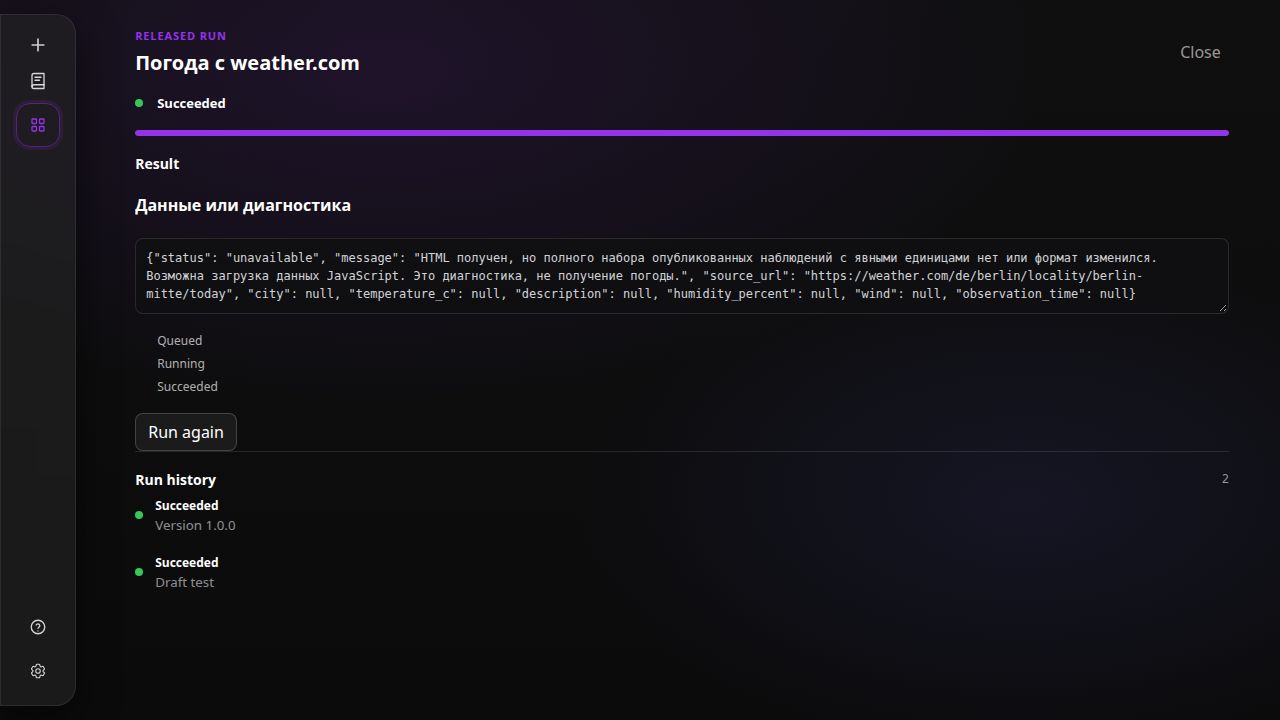 RELEASED RUN
Погода с weather.com
Close
Succeeded
Result
Данные или диагностика
{"status": "unavailable", "message": "HTML получен, но полного набора опубликованных наблюдений с явными единицами нет или формат изменился.
Возможна загрузка данных JavaScript. Это диагностика, не получение погоды.", "source_url": "https://weather.com/de/berlin/locality/berlin-
mitte/today", "city": null, "temperature_c": null, "description": null, "humidity_percent": null, "wind": null, "observation_time": null}
Queued
Running
Succeeded
Run again
Run history
2
Succeeded
Version 1.0.0
Succeeded
Draft test